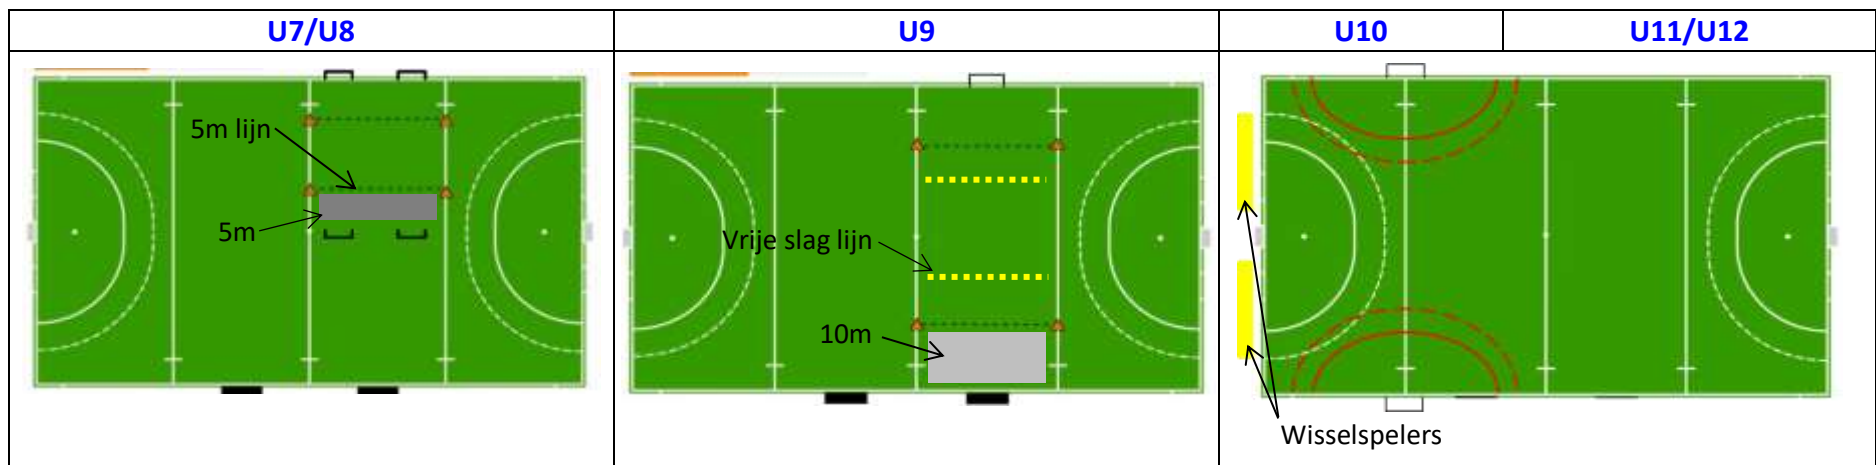 U7/U8
U9
U10
U11/U12
5m lijn
5m
Vrije slag lijn
10m
Wisselspelers